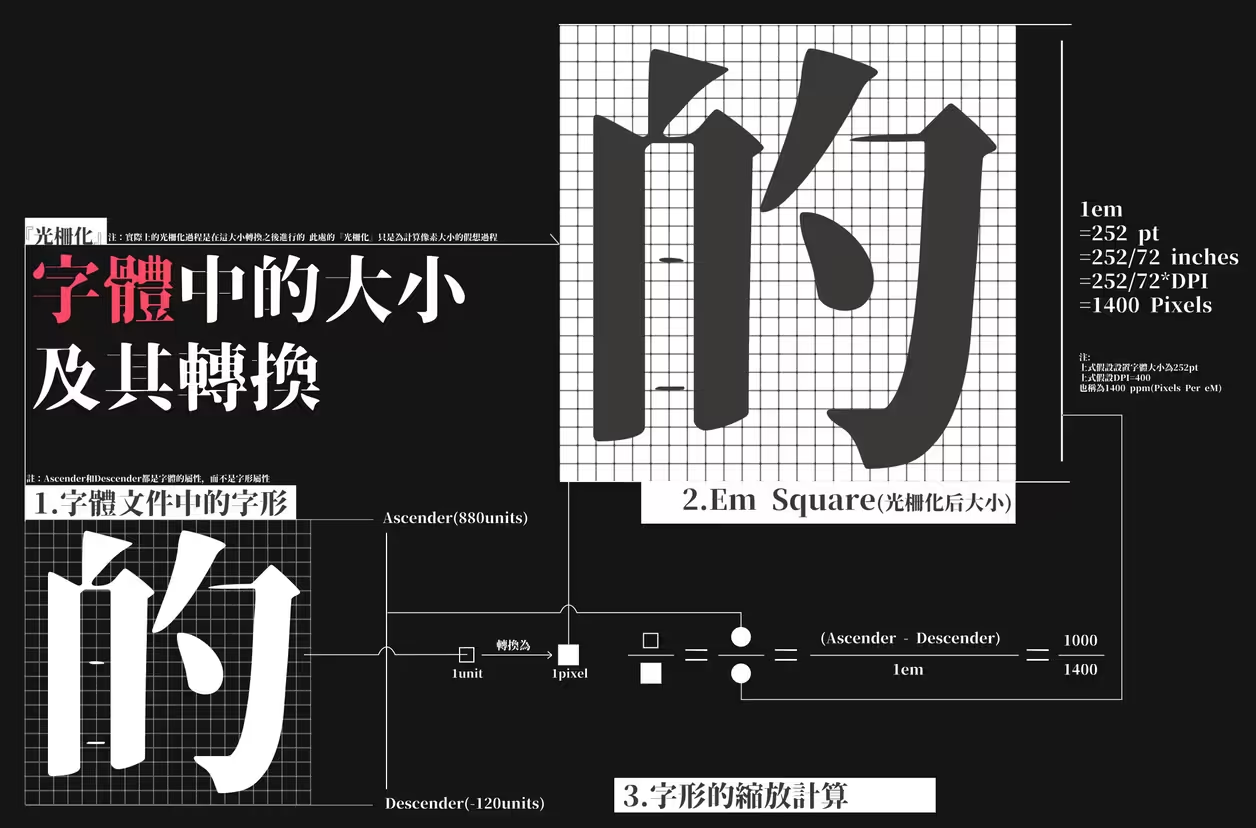 『光柵化』
註：實際上的光柵化過程是在這大小轉換之後進行的 此處的『光柵化』只是為計算像素大小的假想過程
字體中的大小
及其轉換
的
1em
=252 pt
=252/72 inches
=252/72*DPI
=1400 Pixels
注:
上式假設設置字體大小為252pt
上式假設DPI=400
也稱為1400 ppm(Pixels Per eM)
2.Em Square(光柵化后大小)
註：Ascender和Descender都是字體的屬性，而不是字形屬性
1.字體文件中的字形
的
Ascender(880units)
Descender(-120units)
1unit
轉換為
1pixel
=
=
(Ascender - Descender)
1em
=
1000
1400
3.字形的縮放計算